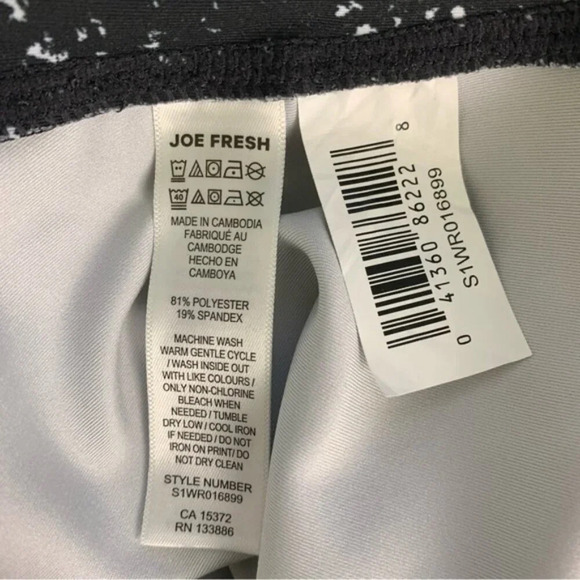 JOE FRESH
40
MADE IN CAMBODIA
FABRIQUÉ AU
CAMBODGE
HECHO EN
CAMBOYA
81% POLYESTER
19% SPANDEX
MACHINE WASH
WARM GENTLE CYCLE
/ WASH INSIDE OUT
WITH LIKE COLOURS /
ONLY NON-CHLORINE
BLEACH WHEN
NEEDED / TUMBLE
DRY LOW / COOL IRON
IF NEEDED / DO NOT
IRON ON PRINT/ DO
NOT DRY CLEAN
STYLE NUMBER
S1WR016899
CA 15372
RN 133886
0 41360 86222 8
S1WR016899